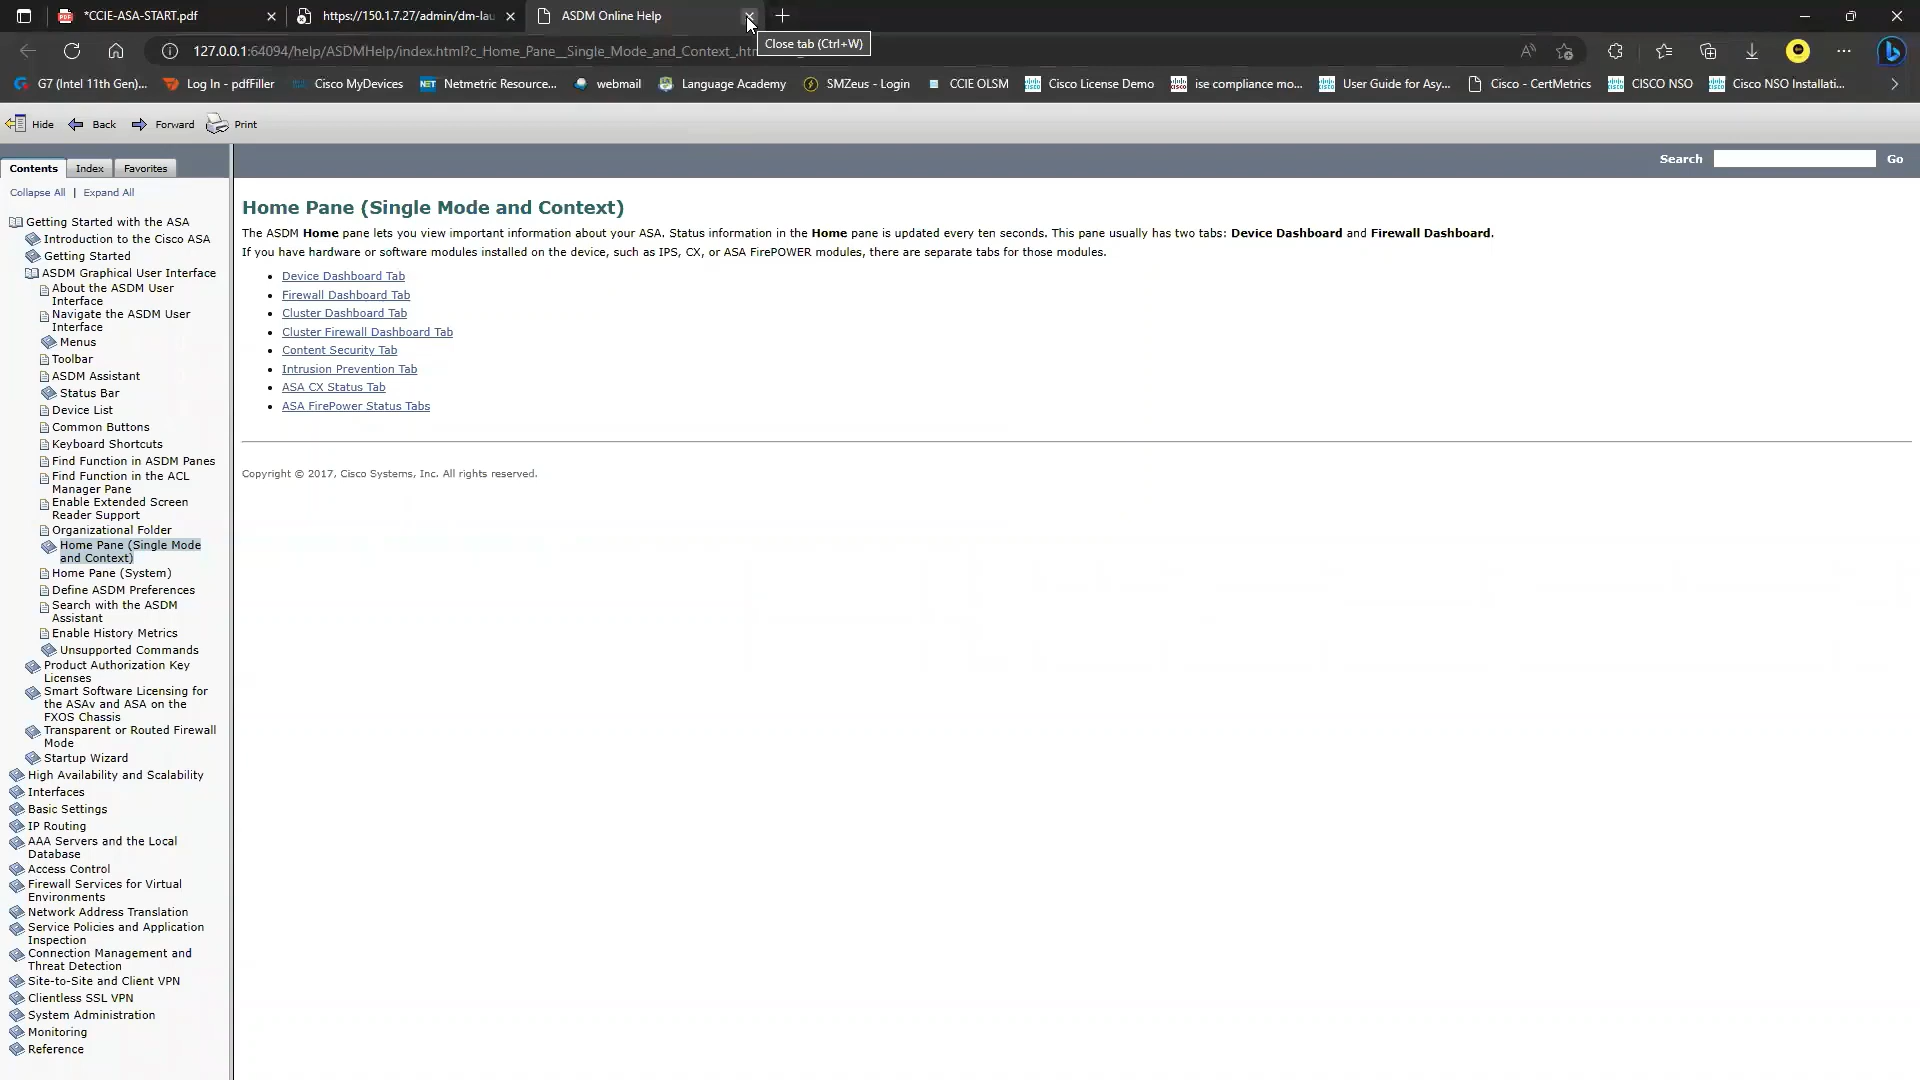 *CCIE-ASA-START.pdf
https://150.1.7.27/admin/dm-lau
ASDM Online Help
127.0.0.1:64094/help/ASDMHelp/index.html?c_Home_Pane__Single_Mode_and_Context_.htm
Close tab (Ctrl+W)
G7 (Intel 11th Gen)...
Log In - pdfFiller
Cisco MyDevices
NET Netmetric Resource...
webmail
Language Academy
SMZeus - Login
CCIE OLSM
Cisco License Demo
ise compliance mo...
User Guide for Asy...
Cisco - CertMetrics
CISCO NSO
Cisco NSO Installati...
Hide Back Forward Print
Contents Index Favorites
Search Go
Collapse All | Expand All
Getting Started with the ASA
Introduction to the Cisco ASA
Getting Started
ASDM Graphical User Interface
About the ASDM User
Interface
Navigate the ASDM User
Interface
Menus
Toolbar
ASDM Assistant
Status Bar
Device List
Common Buttons
Keyboard Shortcuts
Find Function in ASDM Panes
Find Function in the ACL
Manager Pane
Enable Extended Screen
Reader Support
Organizational Folder
Home Pane (Single Mode
and Context)
Home Pane (System)
Define ASDM Preferences
Search with the ASDM
Assistant
Enable History Metrics
Unsupported Commands
Product Authorization Key
Licenses
Smart Software Licensing for
the ASAv and ASA on the
FXOS Chassis
Transparent or Routed Firewall
Mode
Startup Wizard
High Availability and Scalability
Interfaces
Basic Settings
IP Routing
AAA Servers and the Local
Database
Access Control
Firewall Services for Virtual
Environments
Network Address Translation
Service Policies and Application
Inspection
Connection Management and
Threat Detection
Site-to-Site and Client VPN
Clientless SSL VPN
System Administration
Monitoring
Reference
Home Pane (Single Mode and Context)
The ASDM Home pane lets you view important information about your ASA. Status information in the Home pane is updated every ten seconds. This pane usually has two tabs: Device Dashboard and Firewall Dashboard.
If you have hardware or software modules installed on the device, such as IPS, CX, or ASA FirePOWER modules, there are separate tabs for those modules.
• Device Dashboard Tab
• Firewall Dashboard Tab
• Cluster Dashboard Tab
• Cluster Firewall Dashboard Tab
• Content Security Tab
• Intrusion Prevention Tab
• ASA CX Status Tab
• ASA FirePower Status Tabs
Copyright © 2017, Cisco Systems, Inc. All rights reserved.